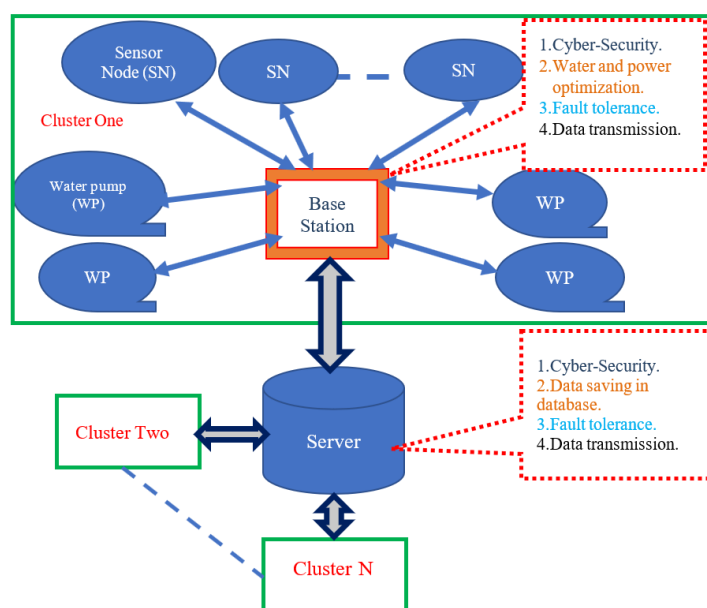 Sensor
Node (SN)
SN
SN
1.Cyber-Security.
2.Water and power
optimization.
3.Fault tolerance.
4.Data transmission.
Cluster One
Water pump
(WP)
Base
Station
WP
WP
WP
1.Cyber-Security.
2.Data saving in
database.
3.Fault tolerance.
4.Data transmission.
Cluster Two
Server
Cluster N